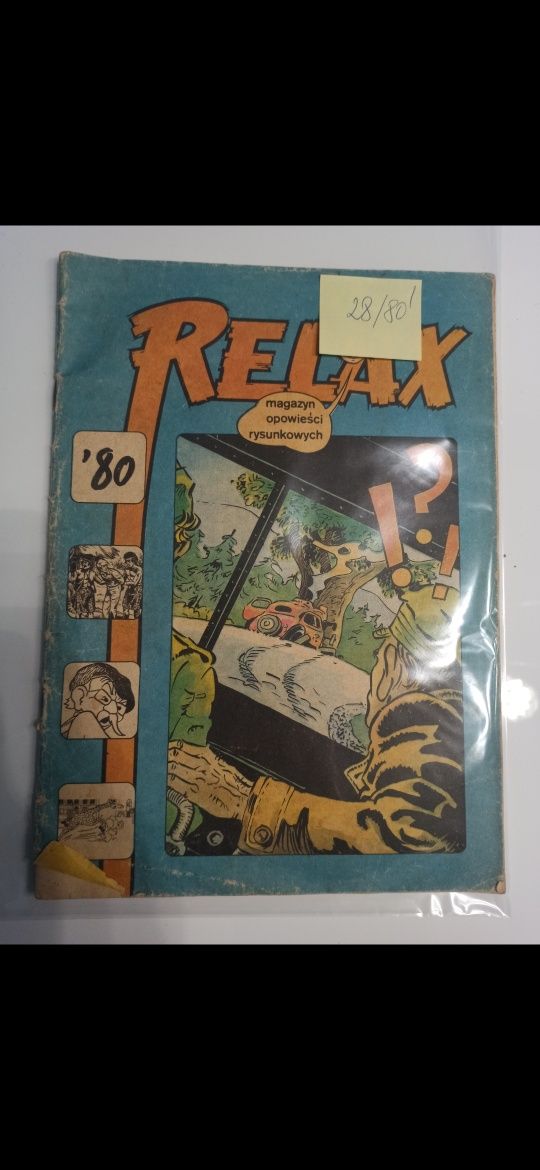 28/80'
RELAX
magazyn
opowieści
rysunkowych
'80
!?!